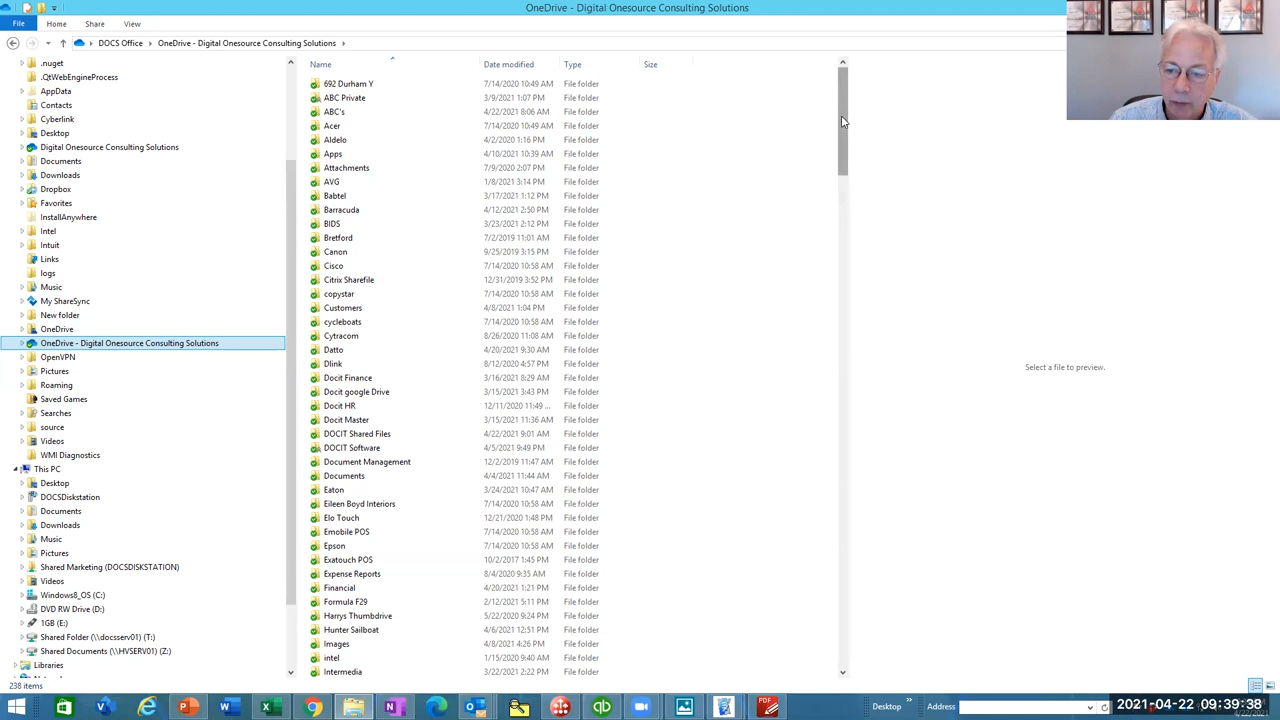 OneDrive - Digital Onesource Consulting Solutions
File Home Share View
DOCS Office OneDrive - Digital Onesource Consulting Solutions
.nuget
.QtWebEngineProcess
AppData
Contacts
Cyberlink
Desktop
Digital Onesource Consulting Solutions
Documents
Downloads
Dropbox
Favorites
InstallAnywhere
Intel
Intuit
Links
logs
Music
My ShareSync
New folder
OneDrive
OneDrive - Digital Onesource Consulting Solutions
OpenVPN
Pictures
Roaming
Saved Games
Searches
source
Videos
WMI Diagnostics
This PC
Desktop
DOCSDiskstation
Documents
Downloads
Music
Pictures
Shared Marketing (DOCSDISKSTATION)
Videos
Windows8_OS (C:)
DVD RW Drive (D:)
1GB (E:)
Shared Folder (\\docsserv01) (T:)
Shared Documents (\\HVSERV01) (Z:)
Libraries
Name Date modified Type Size
692 Durham Y 7/14/2020 10:49 AM File folder
ABC Private 3/9/2021 1:07 PM File folder
ABC's 4/22/2021 8:06 AM File folder
Acer 7/14/2020 10:49 AM File folder
Aldelo 4/2/2020 1:16 PM File folder
Apps 4/10/2021 10:39 AM File folder
Attachments 7/9/2020 2:07 PM File folder
AVG 1/8/2021 3:14 PM File folder
Babtel 3/17/2021 1:12 PM File folder
Barracuda 4/12/2021 2:50 PM File folder
BIDS 3/23/2021 2:12 PM File folder
Bretford 7/2/2019 11:01 AM File folder
Canon 9/25/2019 3:15 PM File folder
Cisco 7/14/2020 10:58 AM File folder
Citrix Sharefile 12/31/2019 3:52 PM File folder
copystar 7/14/2020 10:58 AM File folder
Customers 4/8/2021 1:04 PM File folder
cycleboats 7/14/2020 10:58 AM File folder
Cytracom 8/26/2020 11:08 AM File folder
Datto 4/20/2021 9:30 AM File folder
Dlink 8/12/2020 4:57 PM File folder
Docit Finance 3/16/2021 8:29 AM File folder
Docit google Drive 3/15/2021 3:43 PM File folder
Docit HR 12/11/2020 11:49 ... File folder
Docit Master 3/15/2021 11:36 AM File folder
DOCIT Shared Files 4/22/2021 9:01 AM File folder
DOCIT Software 4/5/2021 9:49 PM File folder
Document Management 12/2/2019 11:47 AM File folder
Documents 4/4/2021 11:44 AM File folder
Eaton 3/24/2021 10:47 AM File folder
Eileen Boyd Interiors 7/14/2020 10:58 AM File folder
Elo Touch 12/21/2020 1:48 PM File folder
Emobile POS 7/14/2020 10:58 AM File folder
Epson 7/14/2020 10:58 AM File folder
Exatouch POS 10/2/2017 1:45 PM File folder
Expense Reports 8/4/2020 9:35 AM File folder
Financial 4/20/2021 1:21 PM File folder
Formula F29 2/12/2021 5:11 PM File folder
Harrys Thumbdrive 5/22/2020 9:24 PM File folder
Hunter Sailboat 4/6/2021 12:51 PM File folder
Images 4/8/2021 4:26 PM File folder
intel 1/15/2020 9:40 AM File folder
Intermedia 3/22/2021 2:22 PM File folder
Select a file to preview.
238 items
Desktop » Address
2021-04-22 09:39:38